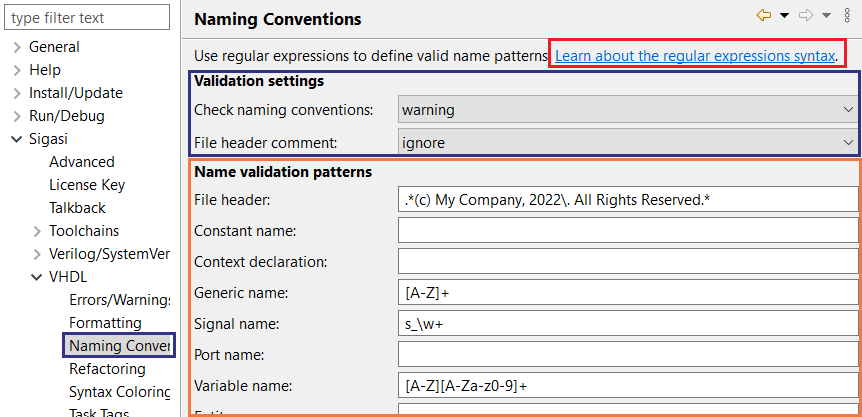 type filter text
General
Help
Install/Update
Run/Debug
Sigasi
Advanced
License Key
Talkback
Toolchains
Verilog/SystemVer
VHDL
Errors/Warnings
Formatting
Naming Conver
Refactoring
Syntax Coloring
Task Tags
Naming Conventions
Use regular expressions to define valid name patterns. Learn about the regular expressions syntax.
Validation settings
Check naming conventions: warning
File header comment: ignore
Name validation patterns
File header: .*(c) My Company, 2022\. All Rights Reserved.*
Constant name:
Context declaration:
Generic name: [A-Z]+
Signal name: s_\w+
Port name:
Variable name: [A-Z][A-Za-z0-9]+